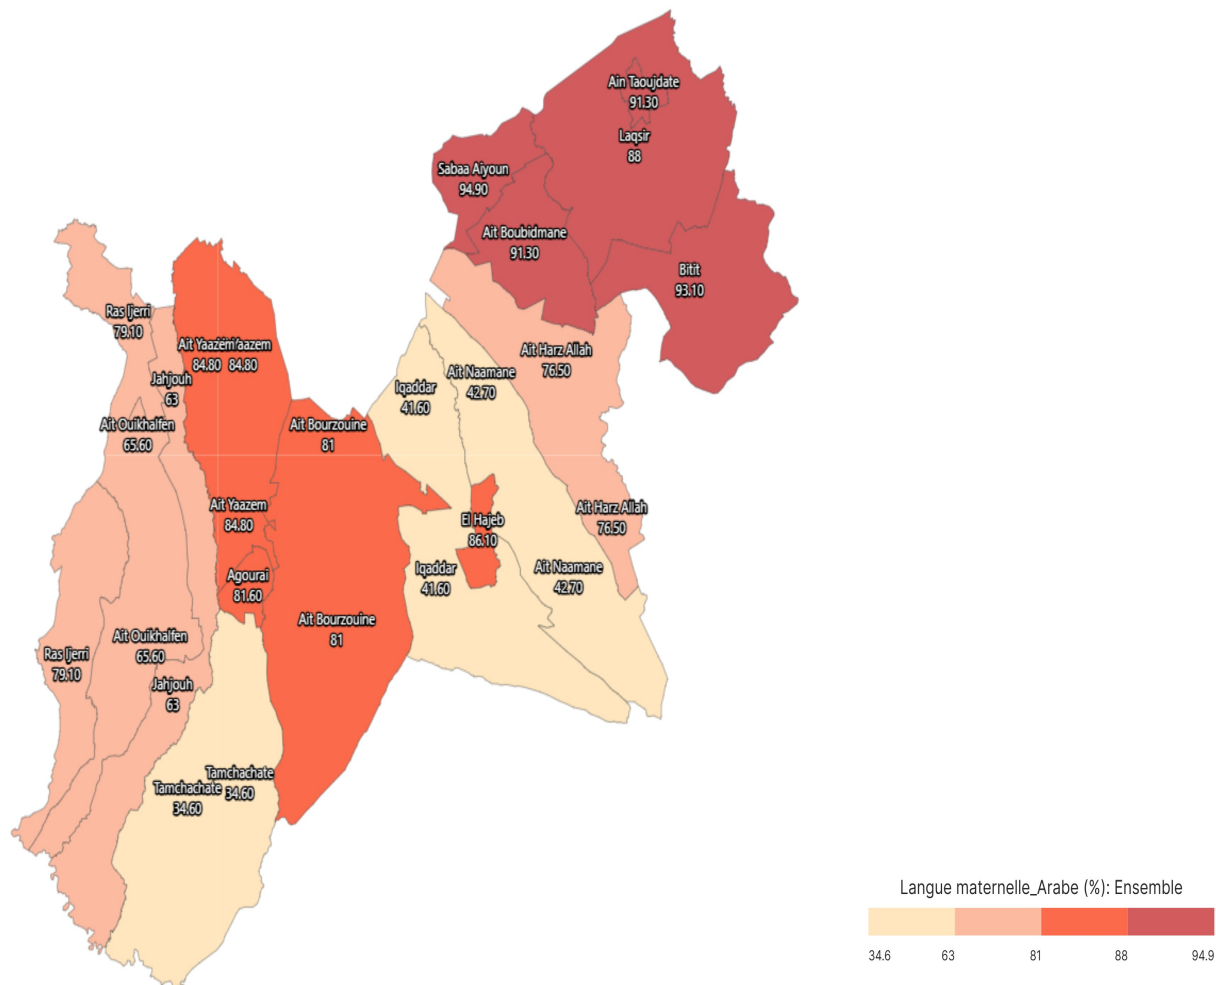 Ain Taoujdate
91.30
Laqsir
88
Sabaa Aiyoun
94.90
Ait Boubidmane
91.30
Bitit
93.10
Ras Ijerri
79.10
Ait Yaazem
84.80
84.80
Jahjouh
63
Ait Harz Allah
76.50
Ait Naamane
42.70
Iqaddar
41.60
Ait Ouikhalfen
65.60
Ait Bourzouine
81
Ait Yaazem
84.80
El Hajeb
86.10
Ait Harz Allah
76.50
Agourai
81.60
Iqaddar
41.60
Ait Naamane
42.70
Ait Bourzouine
81
Ait Ouikhalfen
65.60
Ras Ijerri
79.10
Jahjouh
63
Tamchachate
34.60
Tamchachate
34.60
Langue maternelle_Arabe (%): Ensemble
34.6 63 81 88 94.9